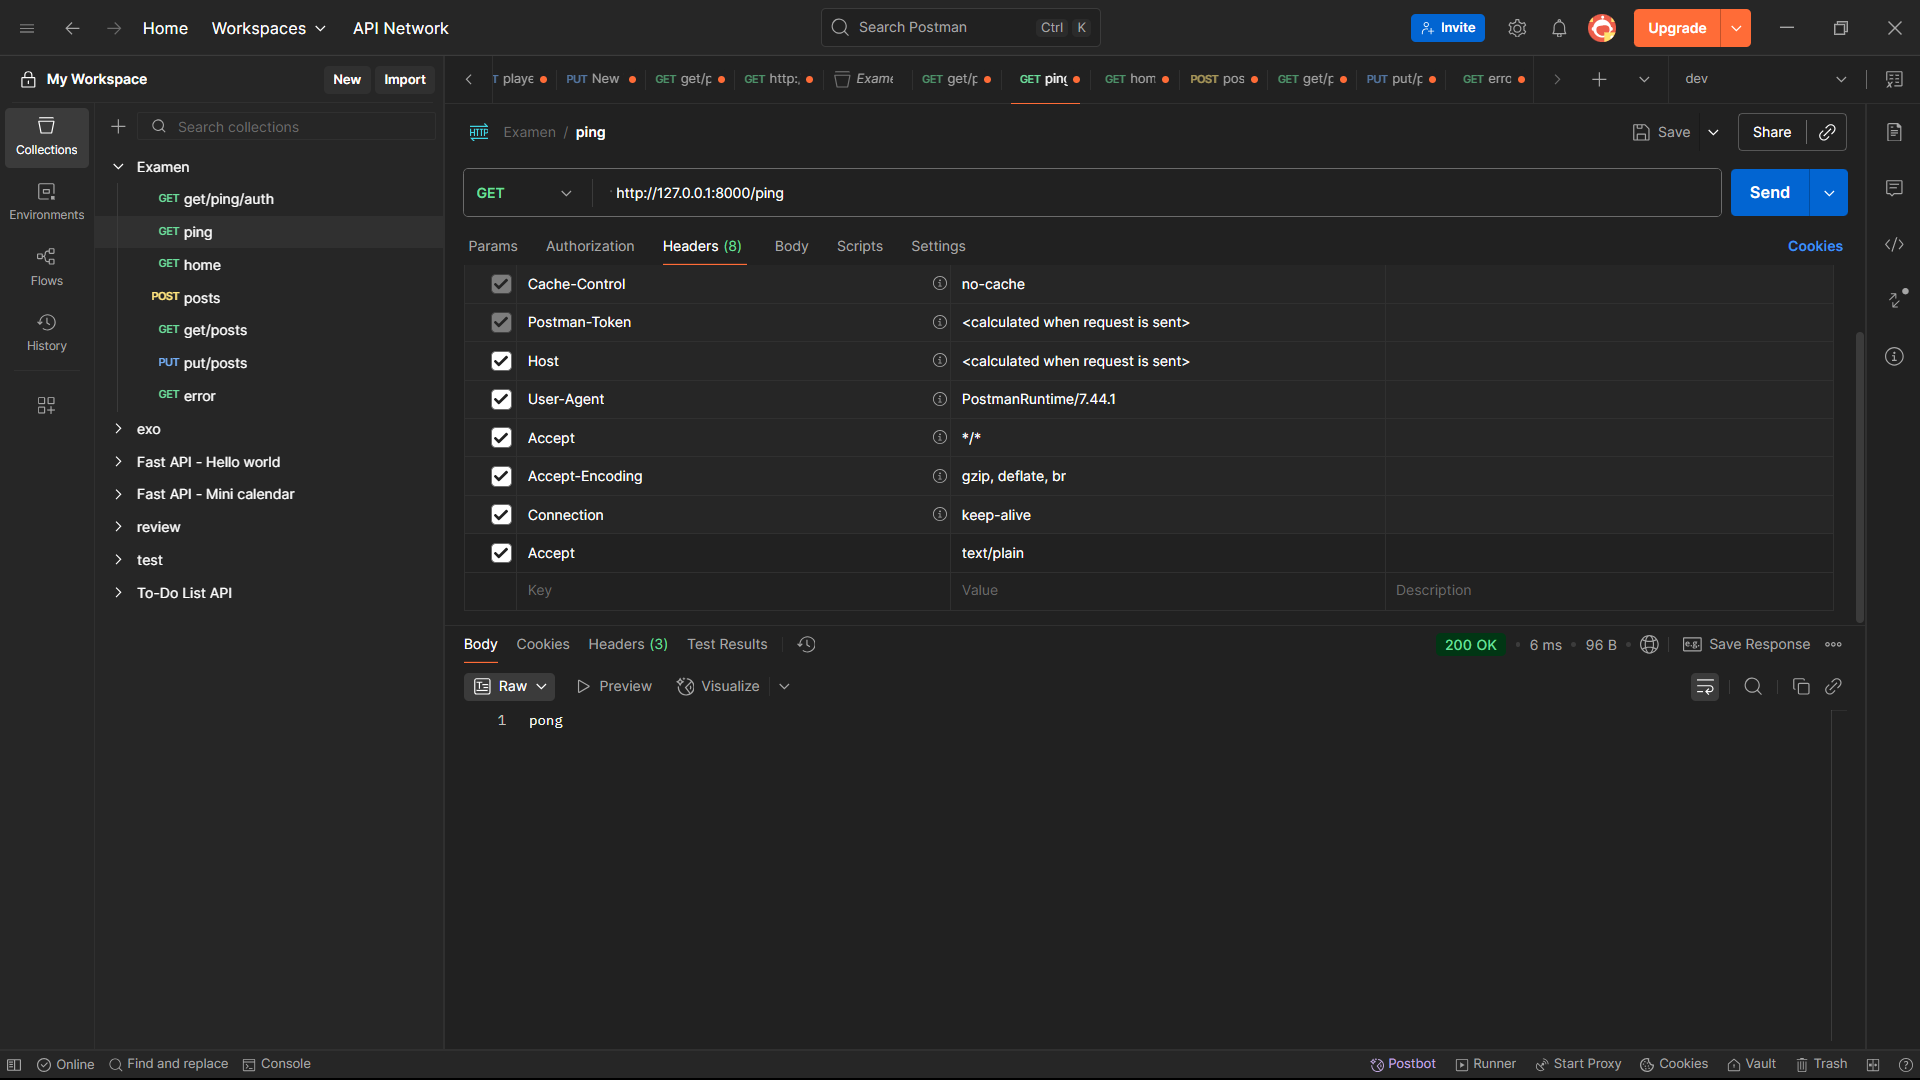 Home Workspaces API Network Search Postman Ctrl K Invite Upgrade
My Workspace New Import
playe PUT New GET get/p GET http:, Exame GET get/p GET ping GET hom POST pos GET get/p PUT put/p GET erro dev
Collections
Environments
Flows
History
Search collections
Examen
GET get/ping/auth
GET ping
GET home
POST posts
GET get/posts
PUT put/posts
GET error
exo
Fast API - Hello world
Fast API - Mini calendar
review
test
To-Do List API
HTTP Examen / ping Save Share
GET http://127.0.0.1:8000/ping Send
Params Authorization Headers (8) Body Scripts Settings Cookies
Cache-Control no-cache
Postman-Token <calculated when request is sent>
Host <calculated when request is sent>
User-Agent PostmanRuntime/7.44.1
Accept */*
Accept-Encoding gzip, deflate, br
Connection keep-alive
Accept text/plain
Key Value Description
Body Cookies Headers (3) Test Results 200 OK • 6 ms • 96 B • e.g. Save Response
Raw Preview Visualize
1 pong
Online Find and replace Console Postbot Runner Start Proxy Cookies Vault Trash